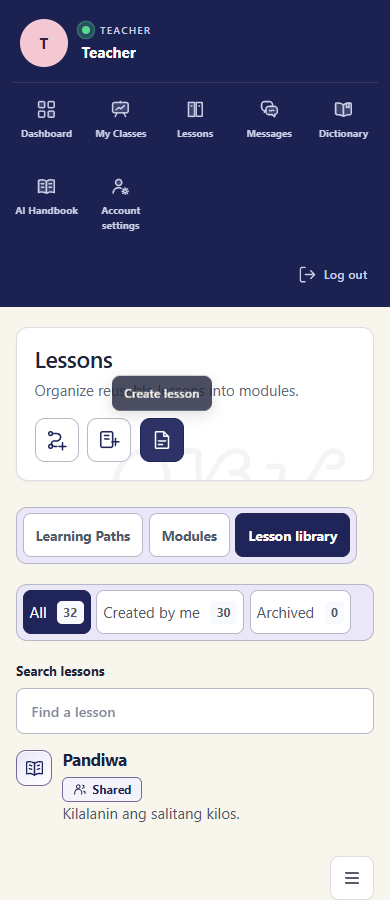 T
TEACHER
Teacher
Dashboard
My Classes
Lessons
Messages
Dictionary
AI Handbook
Account
settings
Log out
Lessons
Organize reusable lessons into modules.
Create lesson
Learning Paths
Modules
Lesson library
All 32
Created by me 30
Archived 0
Search lessons
Find a lesson
Pandiwa
Shared
Kilalanin ang salitang kilos.